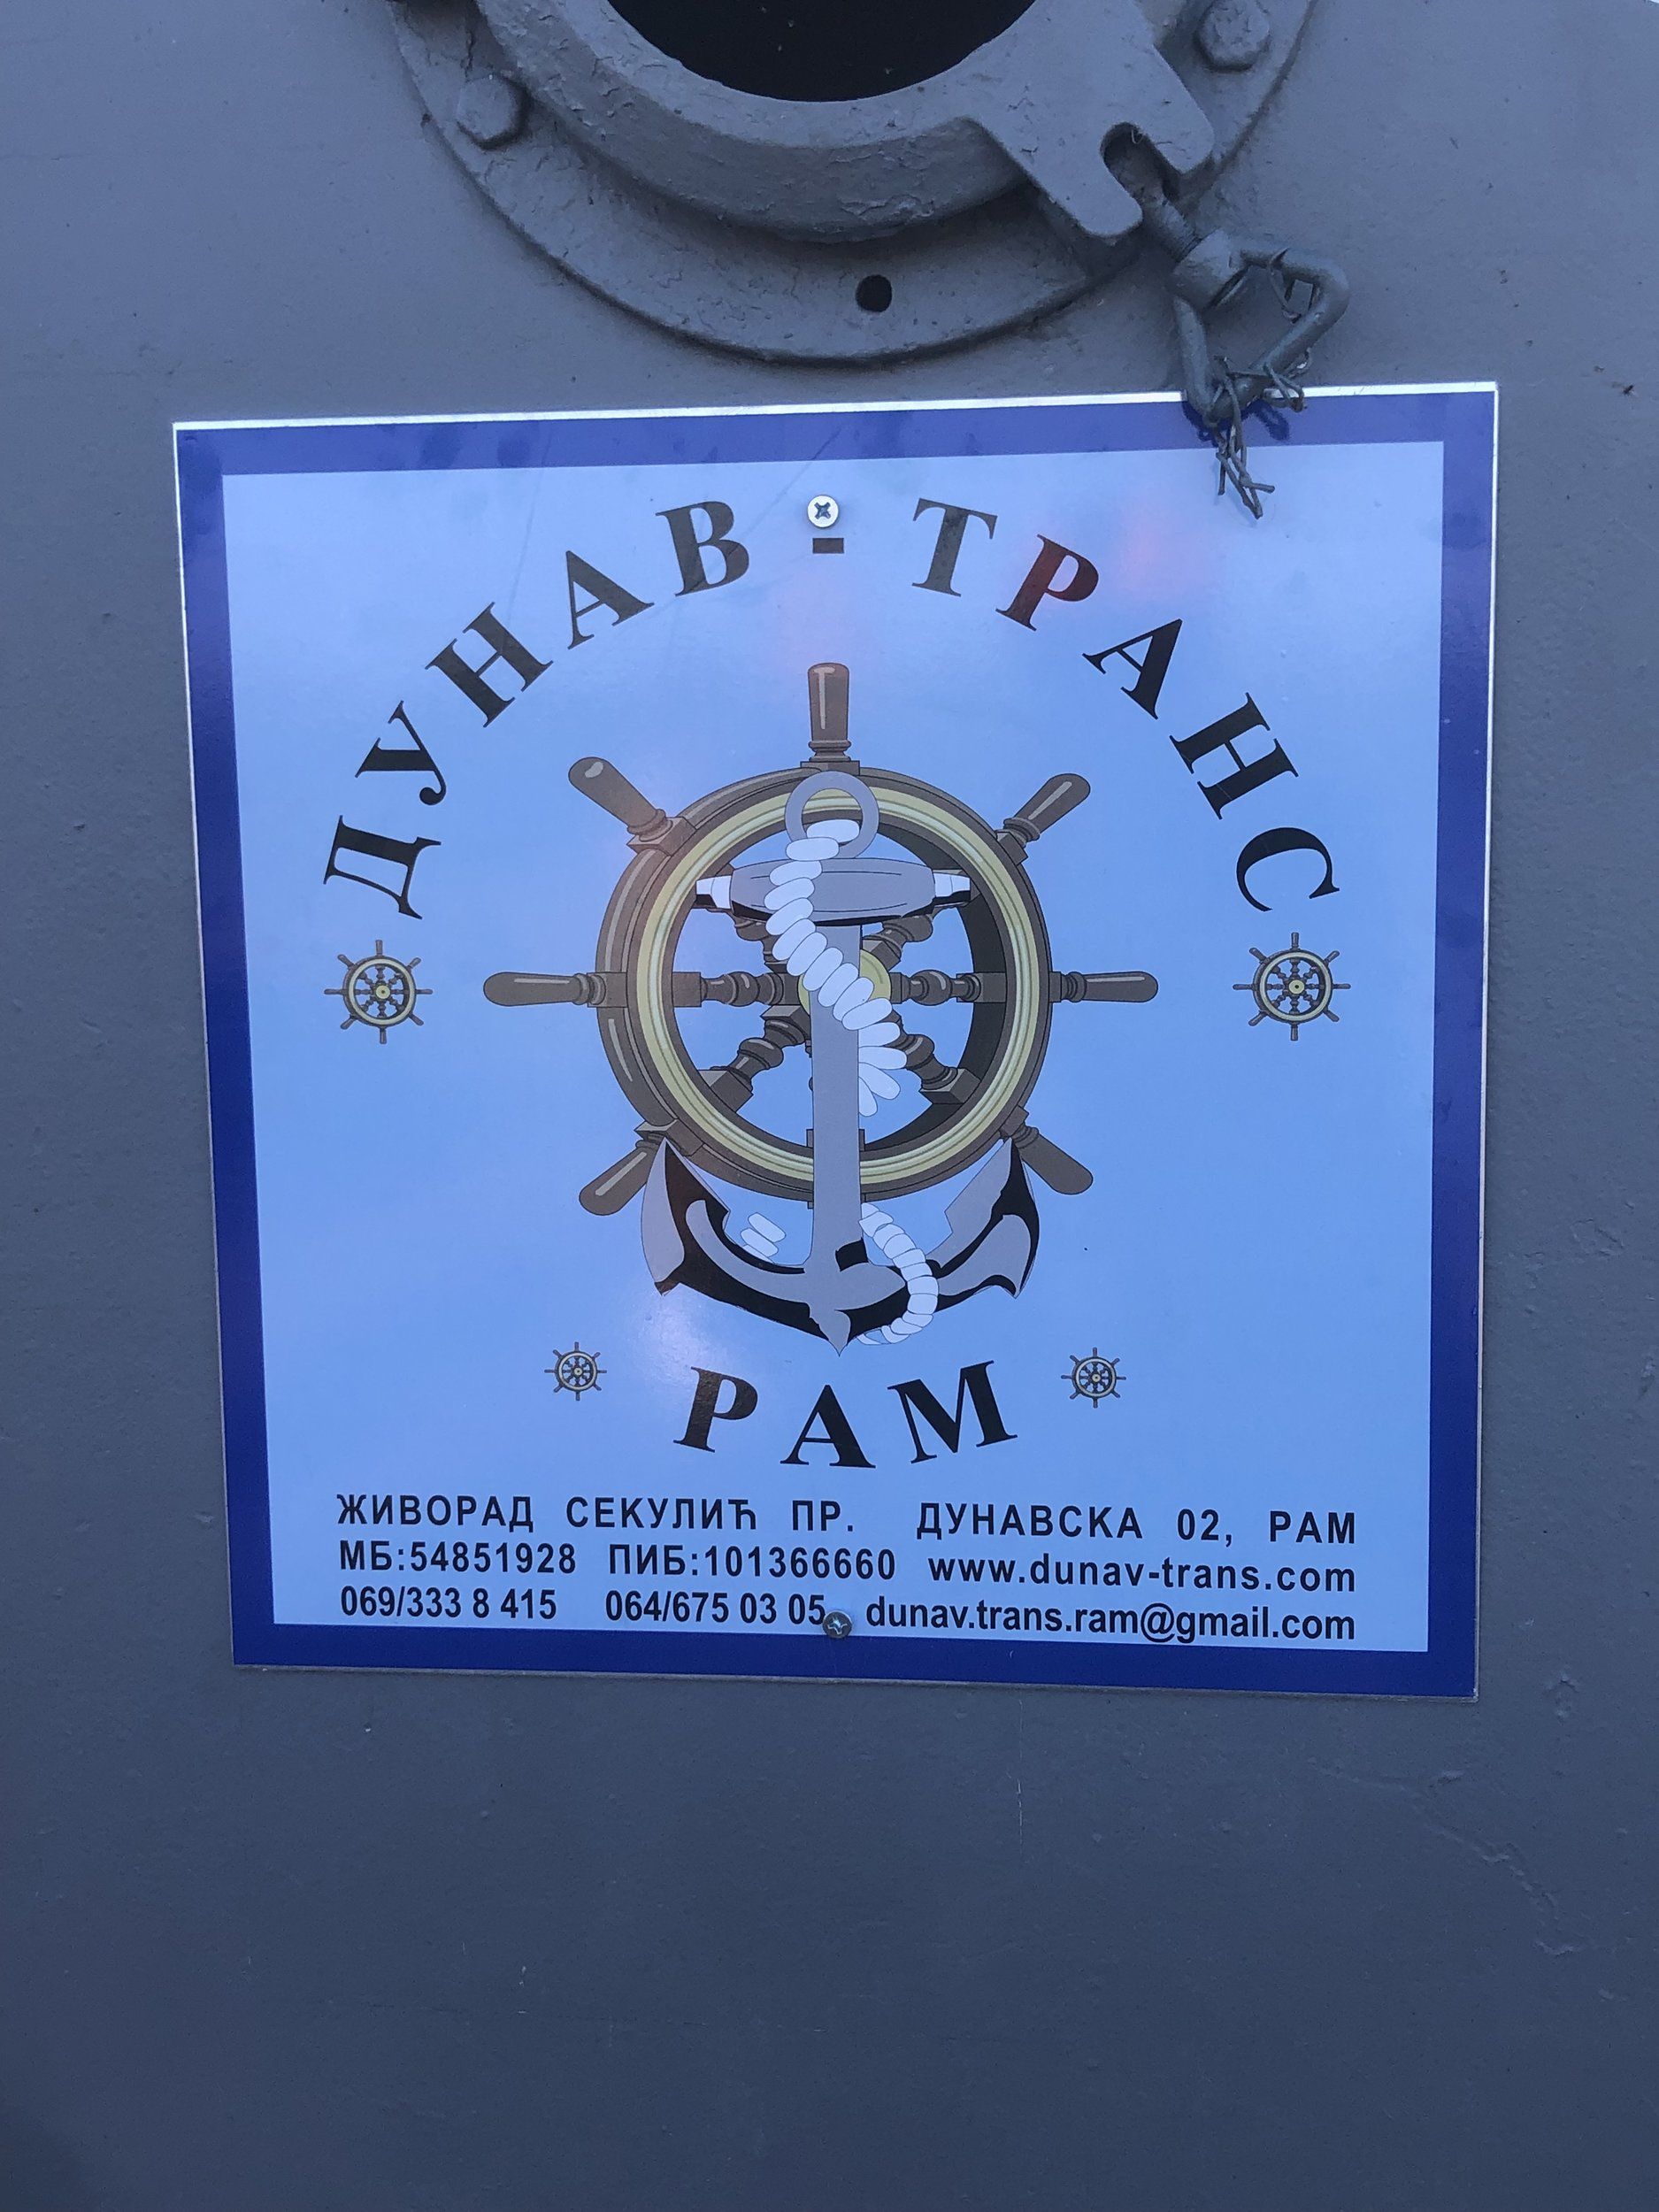 ДУНАВ-ТРАНС
РАМ
ЖИВОРАД СЕКУЛИЋ ПР. ДУНАВСКА 02, РАМ
МБ:54851928 ПИБ:101366660 www.dunav-trans.com
069/333 8 415 064/675 03 05 dunav.trans.ram@gmail.com